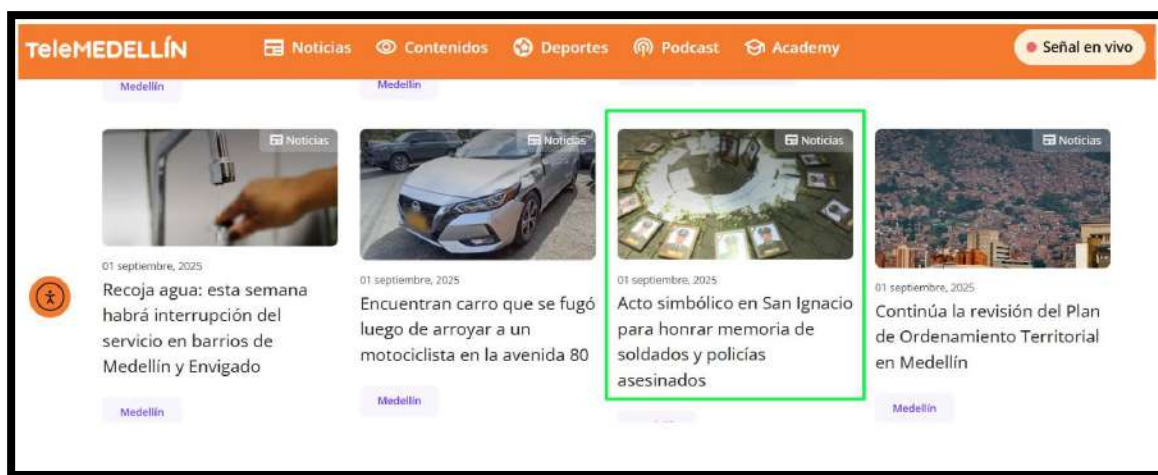 TeleMEDELLÍN
Noticias
Contenidos
Deportes
Podcast
Academy
Señal en vivo
Medellín
Medellín
Noticias
01 septiembre, 2025
Recoja agua: esta semana
habrá interrupción del
servicio en barrios de
Medellín y Envigado
Medellín
Noticias
01 septiembre, 2025
Encuentran carro que se fugó
luego de arroyar a un
motociclista en la avenida 80
Medellín
Noticias
01 septiembre, 2025
Acto simbólico en San Ignacio
para honrar memoria de
soldados y policías
asesinados
Noticias
01 septiembre, 2025
Continúa la revisión del Plan
de Ordenamiento Territorial
en Medellín
Medellín